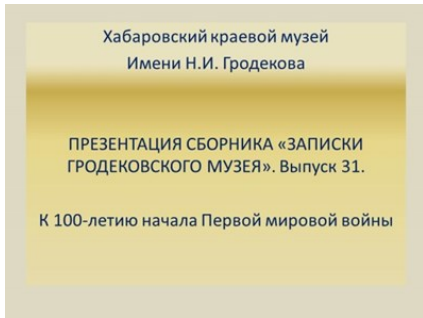 Хабаровский краевой музей
Имени Н.И. Гродекова
ПРЕЗЕНТАЦИЯ СБОРНИКА «ЗАПИСКИ
ГРОДЕКОВСКОГО МУЗЕЯ». Выпуск 31.
К 100-летию начала Первой мировой войны